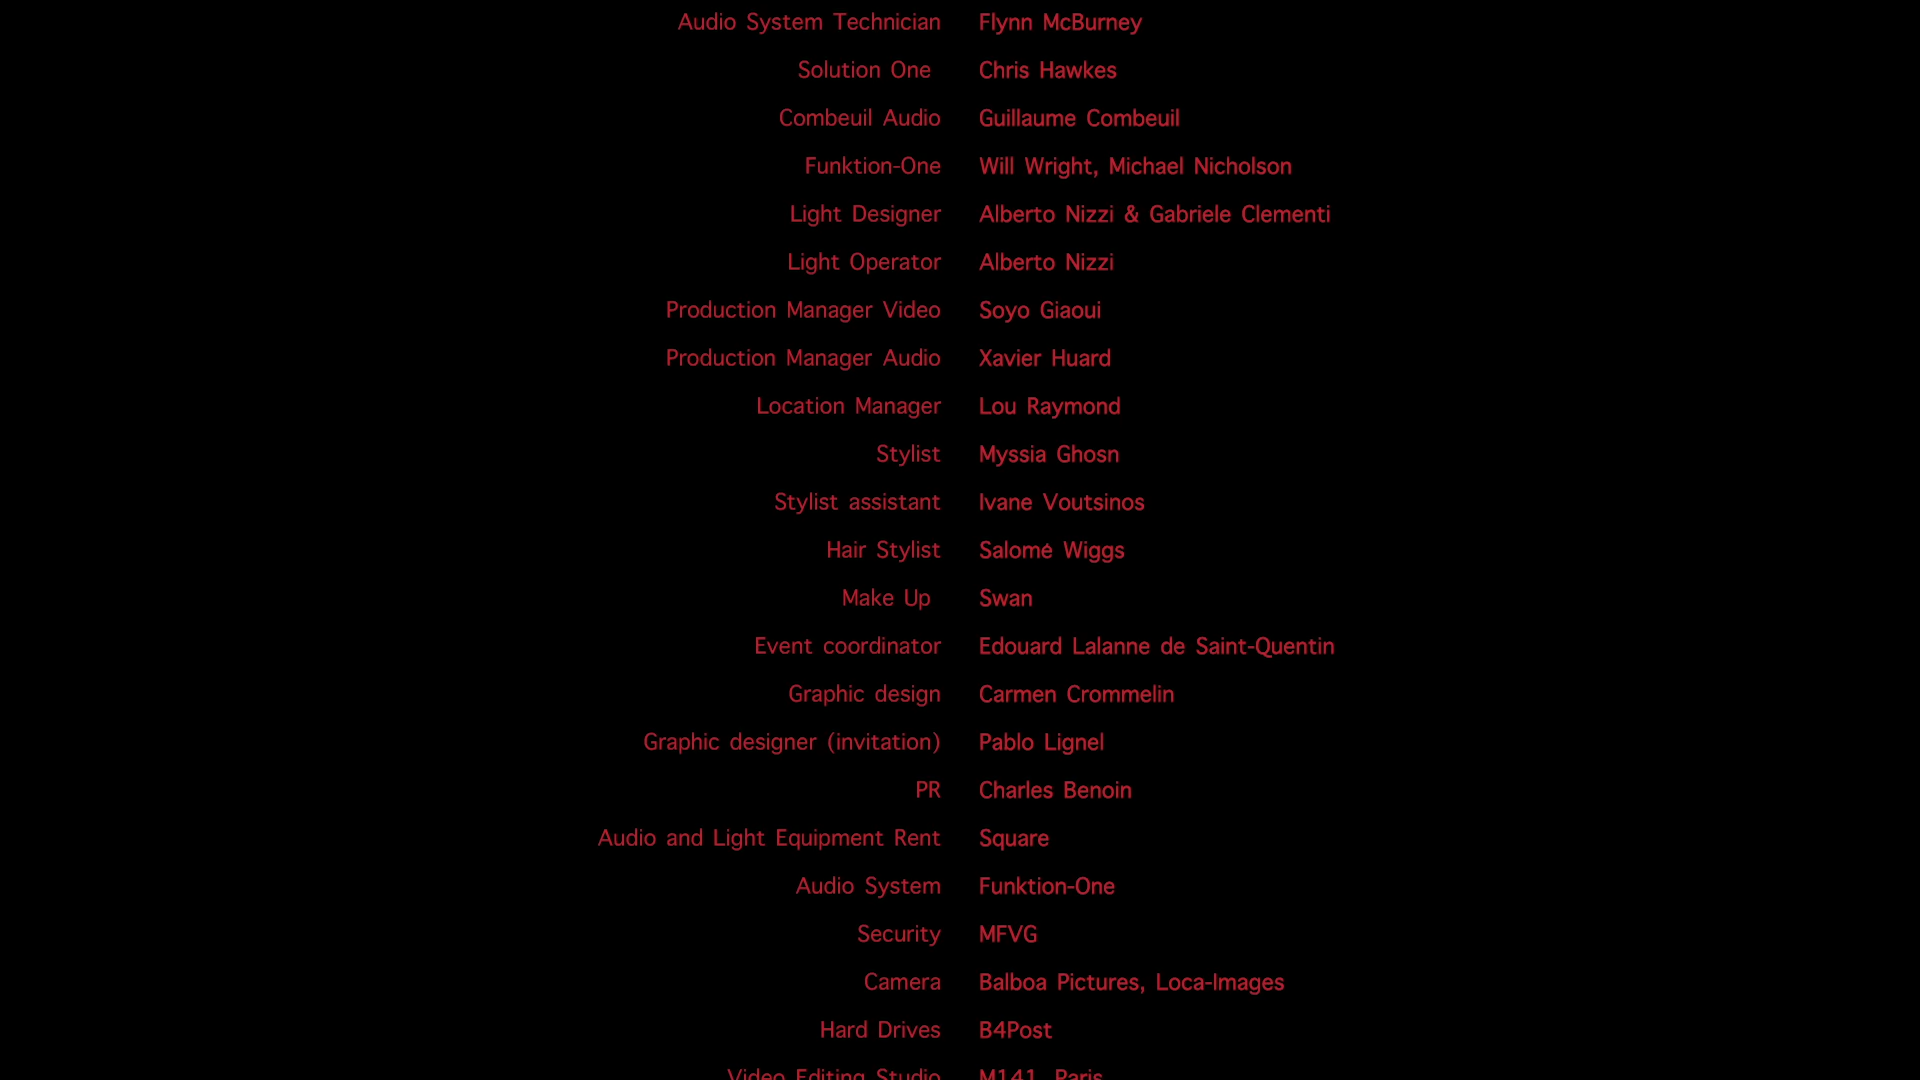 Audio System Technician Flynn McBurney
Solution One Chris Hawkes
Combeuil Audio Guillaume Combeuil
Funktion-One Will Wright, Michael Nicholson
Light Designer Alberto Nizzi & Gabriele Clementi
Light Operator Alberto Nizzi
Production Manager Video Soyo Giaoui
Production Manager Audio Xavier Huard
Location Manager Lou Raymond
Stylist Myssia Ghosn
Stylist assistant Ivane Voutsinos
Hair Stylist Salomé Wiggs
Make Up Swan
Event coordinator Edouard Lalanne de Saint-Quentin
Graphic design Carmen Crommelin
Graphic designer (invitation) Pablo Lignel
PR Charles Benoin
Audio and Light Equipment Rent Square
Audio System Funktion-One
Security MFVG
Camera Balboa Pictures, Loca-Images
Hard Drives B4Post
Video Editing Studio M141, Paris